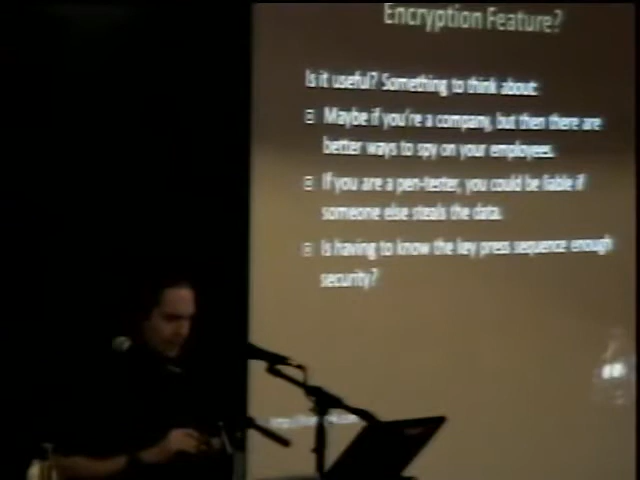 Encryption Feature?
Is it useful? Something to think about:
Maybe if you're a company, but then there are
better ways to spy on your employees.
If you are a pen-tester, you could be liable if
someone else steals the data.
Is having to know the key press sequence enough
security?